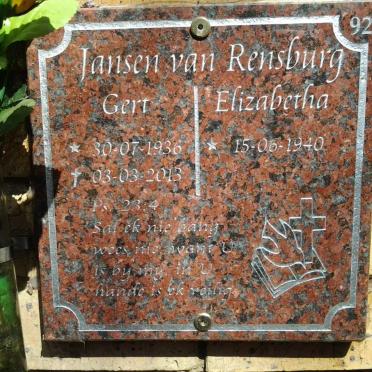 92
Jansen van Rensburg
Gert Elizabetha
★ 30-07-1936 ★ 15-06-1940
✝ 03-03-2013
Ps. 23:4
Sal ek nie bang
wees nie, want U
is by my, in U
hande is ek veilig.